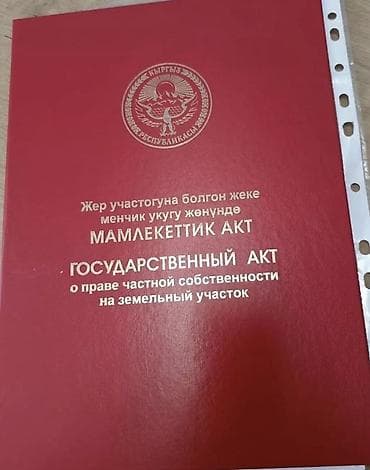 КЫРГЫЗ
РЕСПУБЛИКАСЫ
Жер участогуна болгон жеке
менчик укугу жөнүндө
МАМЛЕКЕТТИК АКТ
ГОСУДАРСТВЕННЫЙ АКТ
о праве частной собственности
на земельный участок